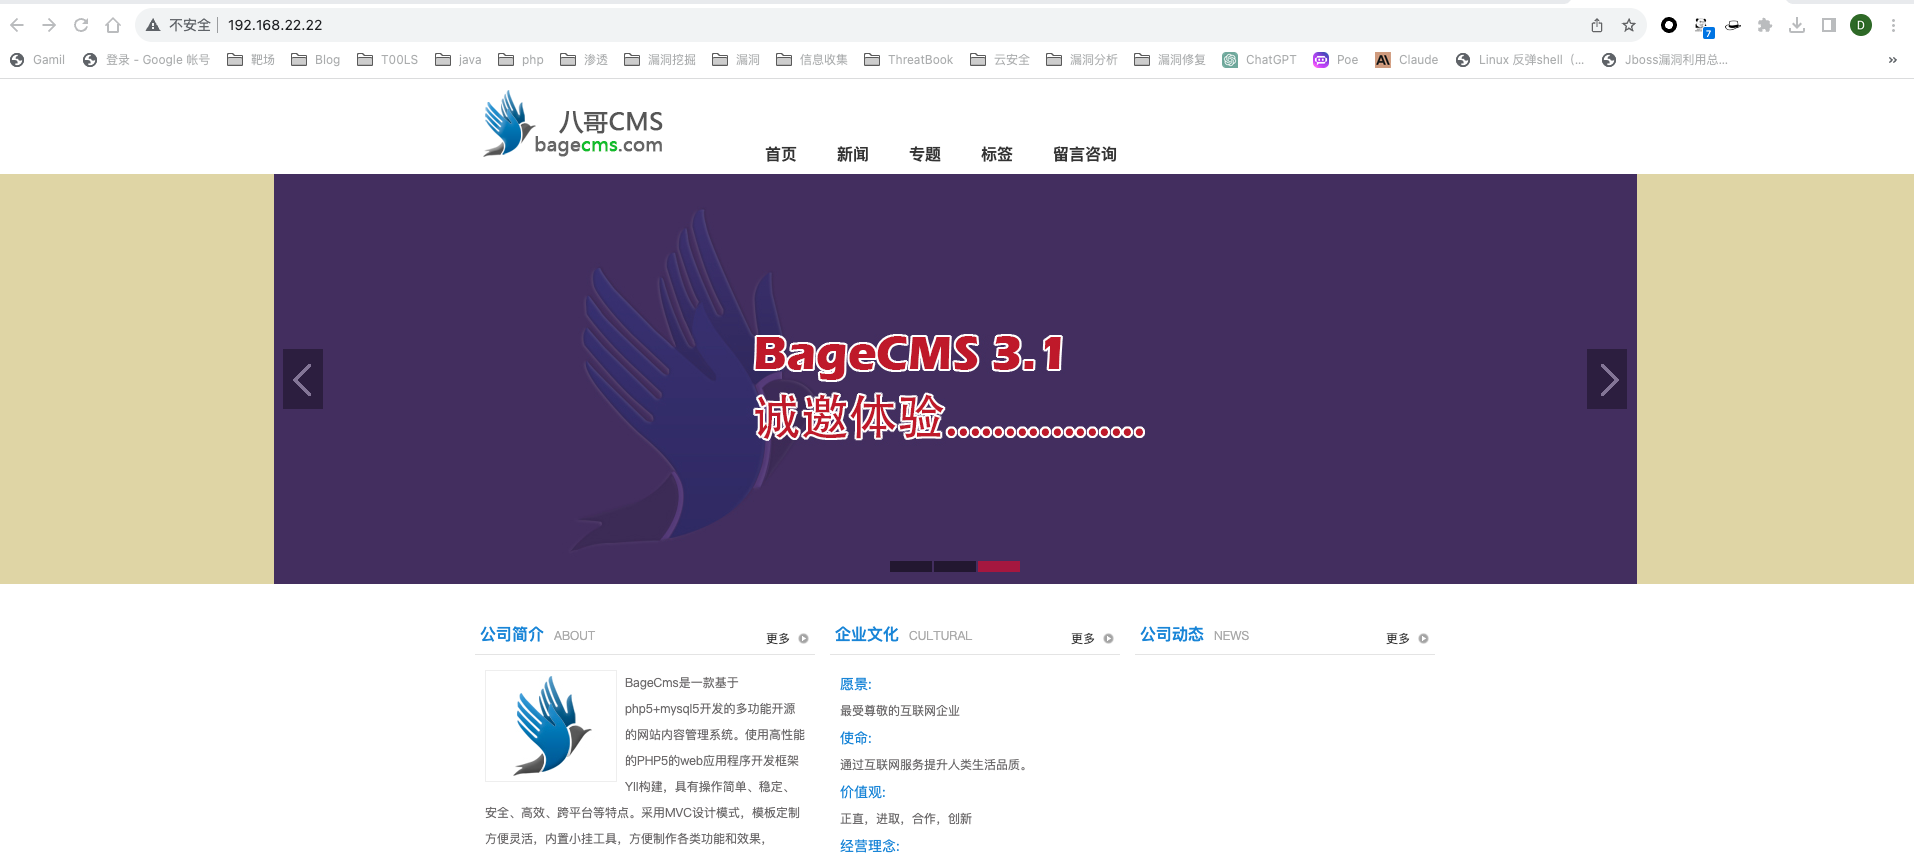 不安全 192.168.22.22
7
D
Gamil 登录 - Google 帐号 靶场 Blog T00LS java php 渗透 漏洞挖掘 漏洞 信息收集 ThreatBook 云安全 漏洞分析 漏洞修复 ChatGPT Poe Claude Linux 反弹shell（... Jboss漏洞利用总... »
八哥CMS
bagecms.com
首页 新闻 专题 标签 留言咨询
BageCMS 3.1
诚邀体验.................
公司简介 ABOUT 更多
BageCms是一款基于
php5+mysql5开发的多功能开源
的网站内容管理系统。使用高性能
的PHP5的web应用程序开发框架
YII构建，具有操作简单、稳定、
安全、高效、跨平台等特点。采用MVC设计模式，模板定制
方便灵活，内置小挂工具，方便制作各类功能和效果，
企业文化 CULTURAL 更多
愿景:
最受尊敬的互联网企业
使命:
通过互联网服务提升人类生活品质。
价值观:
正直，进取，合作，创新
经营理念:
公司动态 NEWS 更多